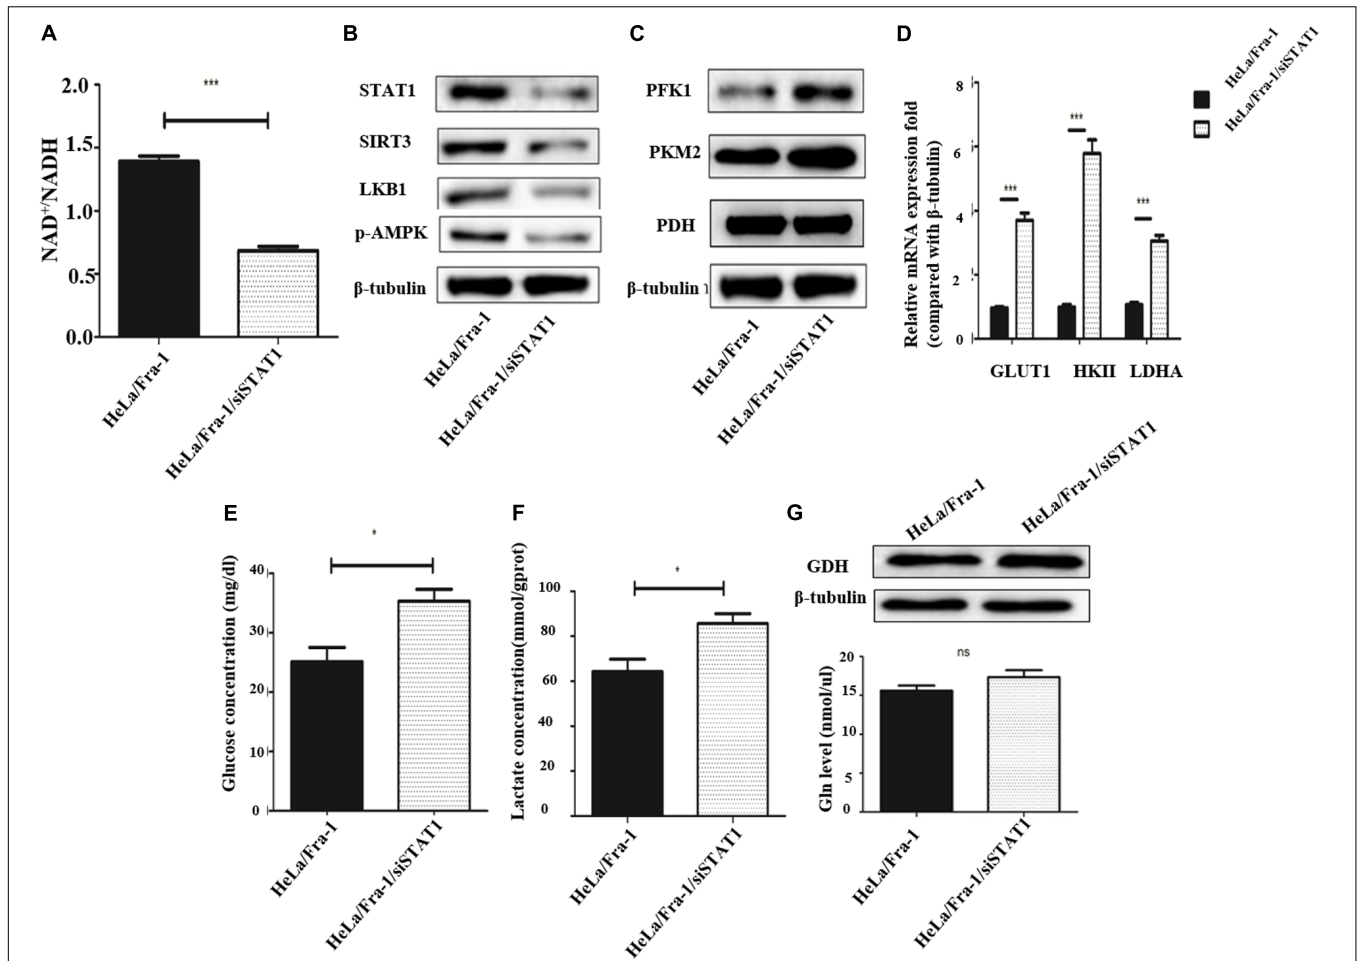 A
***
NAD+/NADH
2.0
1.5
1.0
0.5
0.0
HeLa/Fra-1
HeLa/Fra-1/siSTAT1
B
STAT1
SIRT3
LKB1
p-AMPK
β-tubulin
HeLa/Fra-1
HeLa/Fra-1/siSTAT1
C
PFK1
PKM2
PDH
β-tubulin
HeLa/Fra-1
HeLa/Fra-1/siSTAT1
D
HeLa/Fra-1
HeLa/Fra-1/siSTAT1
Relative mRNA expression fold
(compared with β-tubulin)
8
6
4
2
0
***
***
***
GLUT1 HKII LDHA
E
*
Glucose concentration (mg/dl)
40
30
20
10
0
HeLa/Fra-1
HeLa/Fra-1/siSTAT1
F
*
Lactate concentration(mmol/gprot)
100
80
60
40
20
0
HeLa/Fra-1
HeLa/Fra-1/siSTAT1
G
HeLa/Fra-1
HeLa/Fra-1/siSTAT1
GDH
β-tubulin
ns
Gln level (nmol/ul)
20
15
10
5
0
HeLa/Fra-1
HeLa/Fra-1/siSTAT1